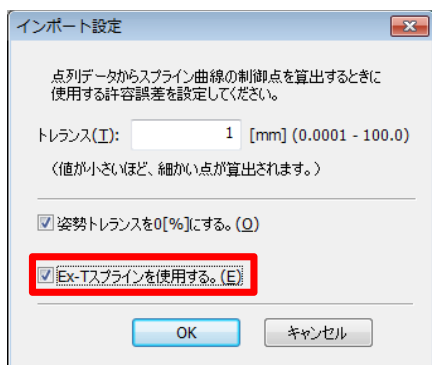 インポート設定
点列データからスプライン曲線の制御点を算出するときに
使用する許容誤差を設定してください。
トレランス(T): 1 [mm] (0.0001 - 100.0)
(値が小さいほど、細かい点が算出されます。)
姿勢トレランスを0[%]にする。(O)
Ex-Tスプラインを使用する。(E)
OK キャンセル